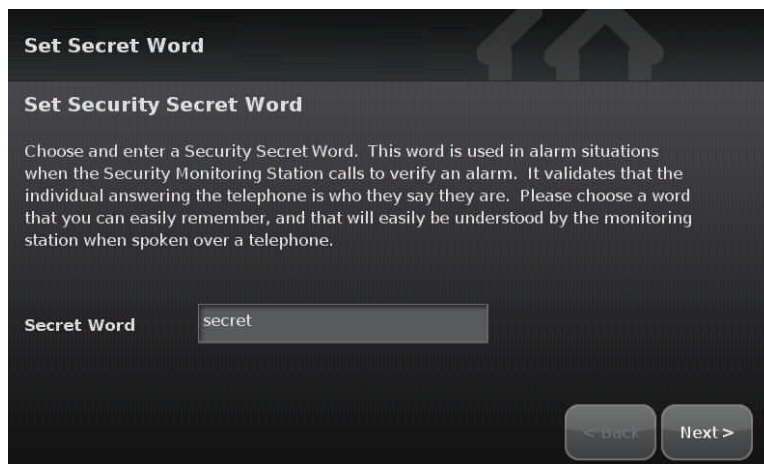 Set Secret Word
Set Security Secret Word
Choose and enter a Security Secret Word. This word is used in alarm situations
when the Security Monitoring Station calls to verify an alarm. It validates that the
individual answering the telephone is who they say they are. Please choose a word
that you can easily remember, and that will easily be understood by the monitoring
station when spoken over a telephone.
Secret Word secret
< Back Next >